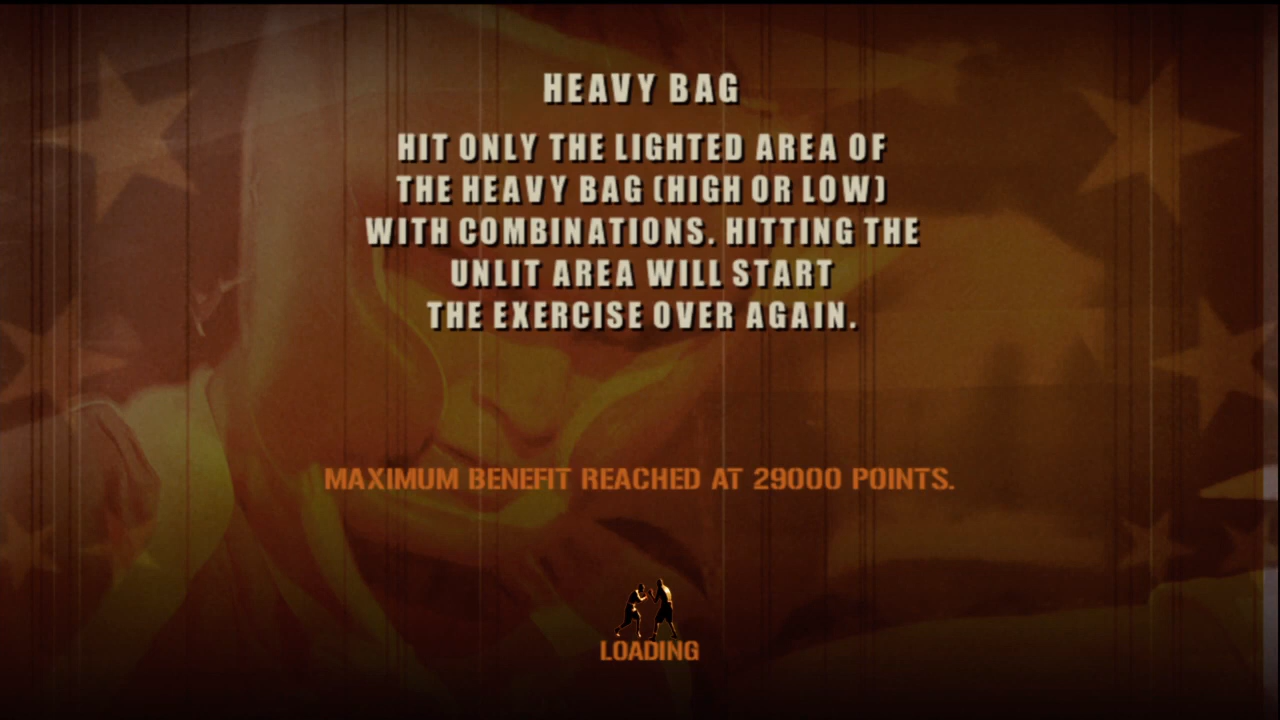 HEAVY BAG
HIT ONLY THE LIGHTED AREA OF
THE HEAVY BAG (HIGH OR LOW)
WITH COMBINATIONS. HITTING THE
UNLIT AREA WILL START
THE EXERCISE OVER AGAIN.
MAXIMUM BENEFIT REACHED AT 29000 POINTS.
LOADING